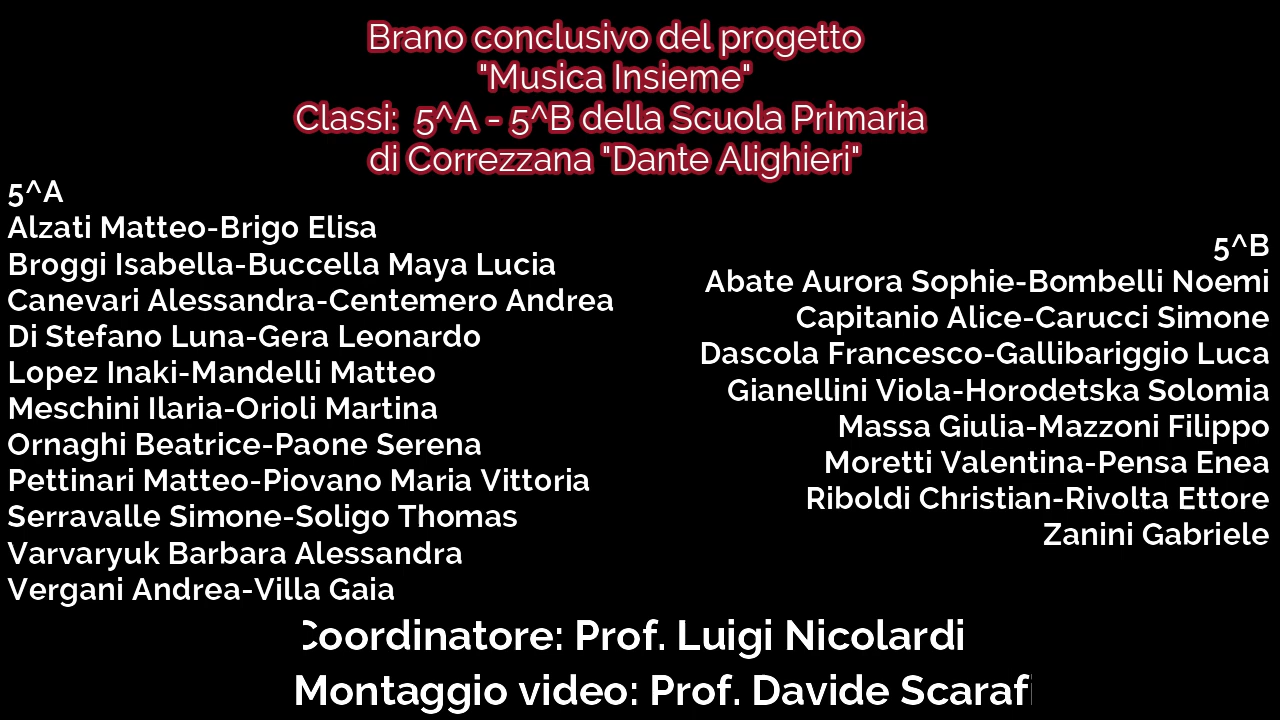 Brano conclusivo del progetto
"Musica Insieme"
Classi: 5^A - 5^B della Scuola Primaria
di Correzzana "Dante Alighieri"
5^A
Alzati Matteo-Brigo Elisa
Broggi Isabella-Buccella Maya Lucia
Canevari Alessandra-Centemero Andrea
Di Stefano Luna-Gera Leonardo
Lopez Inaki-Mandelli Matteo
Meschini Ilaria-Orioli Martina
Ornaghi Beatrice-Paone Serena
Pettinari Matteo-Piovano Maria Vittoria
Serravalle Simone-Soligo Thomas
Varvaryuk Barbara Alessandra
Vergani Andrea-Villa Gaia
5^B
Abate Aurora Sophie-Bombelli Noemi
Capitanio Alice-Carucci Simone
Dascola Francesco-Gallibariggio Luca
Gianellini Viola-Horodetska Solomia
Massa Giulia-Mazzoni Filippo
Moretti Valentina-Pensa Enea
Riboldi Christian-Rivolta Ettore
Zanini Gabriele
Coordinatore: Prof. Luigi Nicolardi
Montaggio video: Prof. Davide